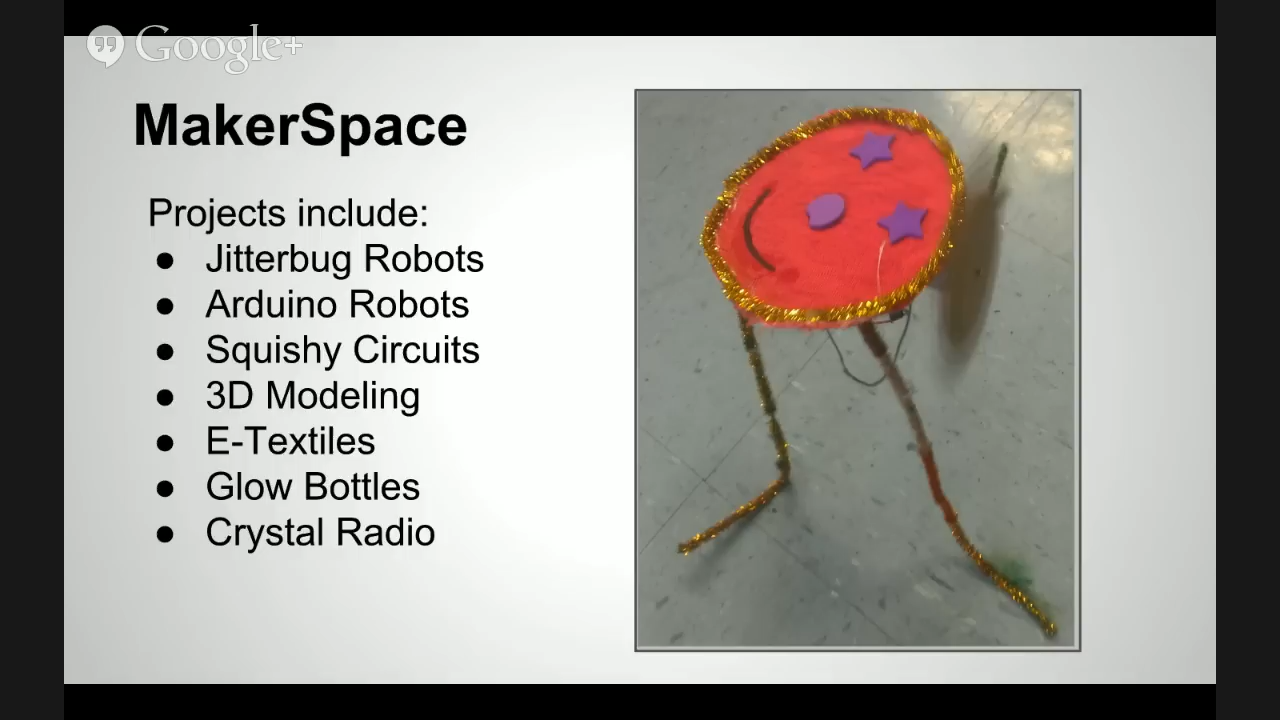 Google+
MakerSpace
Projects include:
● Jitterbug Robots
● Arduino Robots
● Squishy Circuits
● 3D Modeling
● E-Textiles
● Glow Bottles
● Crystal Radio